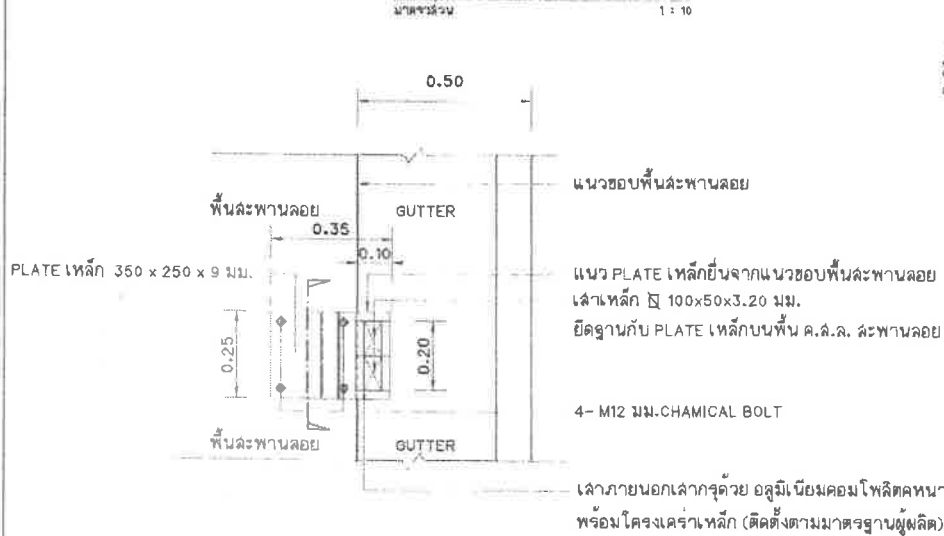 มาตราส่วน 1 : 10
0.50
แนวขอบพื้นสะพานลอย
พื้นสะพานลอย GUTTER
0.35
0.10
PLATE เหล็ก 350 x 250 x 9 มม.
แนว PLATE เหล็กยื่นจากแนวขอบพื้นสะพานลอย
เสาเหล็ก 100x50x3.20 มม.
ยึดฐานกับ PLATE เหล็กบนพื้น ค.ส.ล. สะพานลอย
0.25
0.20
4- M12 มม.CHAMICAL BOLT
พื้นสะพานลอย GUTTER
เสาภายนอกเสากรุด้วย อลูมิเนียมคอมโพสิตหนา
พร้อมโครงเคร่าเหล็ก (ติดตั้งตามมาตรฐานผู้ผลิต)